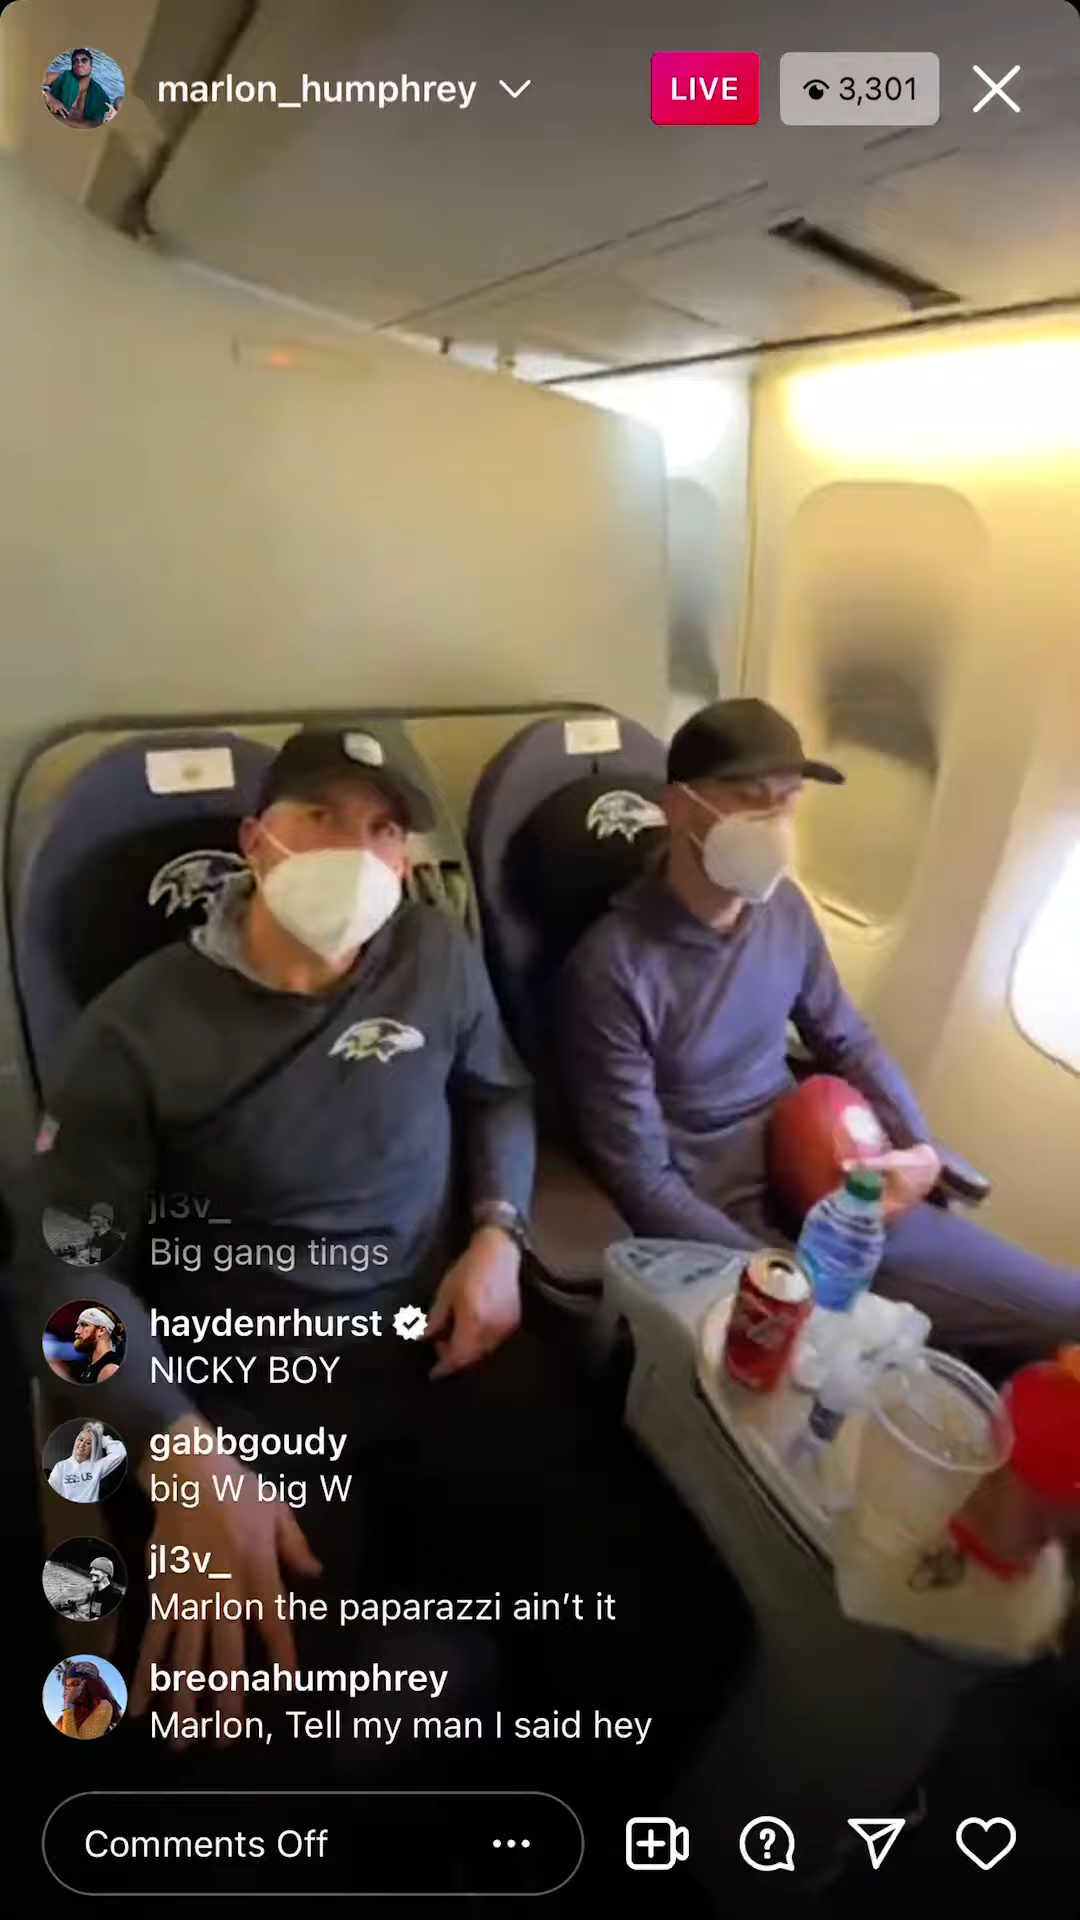 marlon_humphrey
LIVE
3,301
jl3v_
Big gang tings
haydenrhurst
NICKY BOY
gabbgoudy
big W big W
jl3v_
Marlon the paparazzi ain't it
breonahumphrey
Marlon, Tell my man I said hey
Comments Off